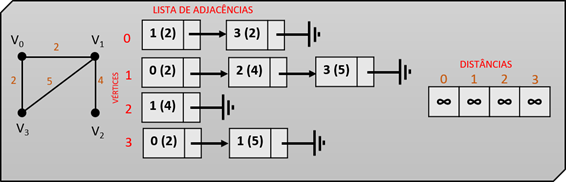 LISTA DE ADJACÊNCIAS
VÉRTICES
0 1 (2) 3 (2)
1 0 (2) 2 (4) 3 (5)
2 1 (4)
3 0 (2) 1 (5)
V0 2 V1
2 5 4
V3 V2
DISTÂNCIAS
0 1 2 3
∞ ∞ ∞ ∞